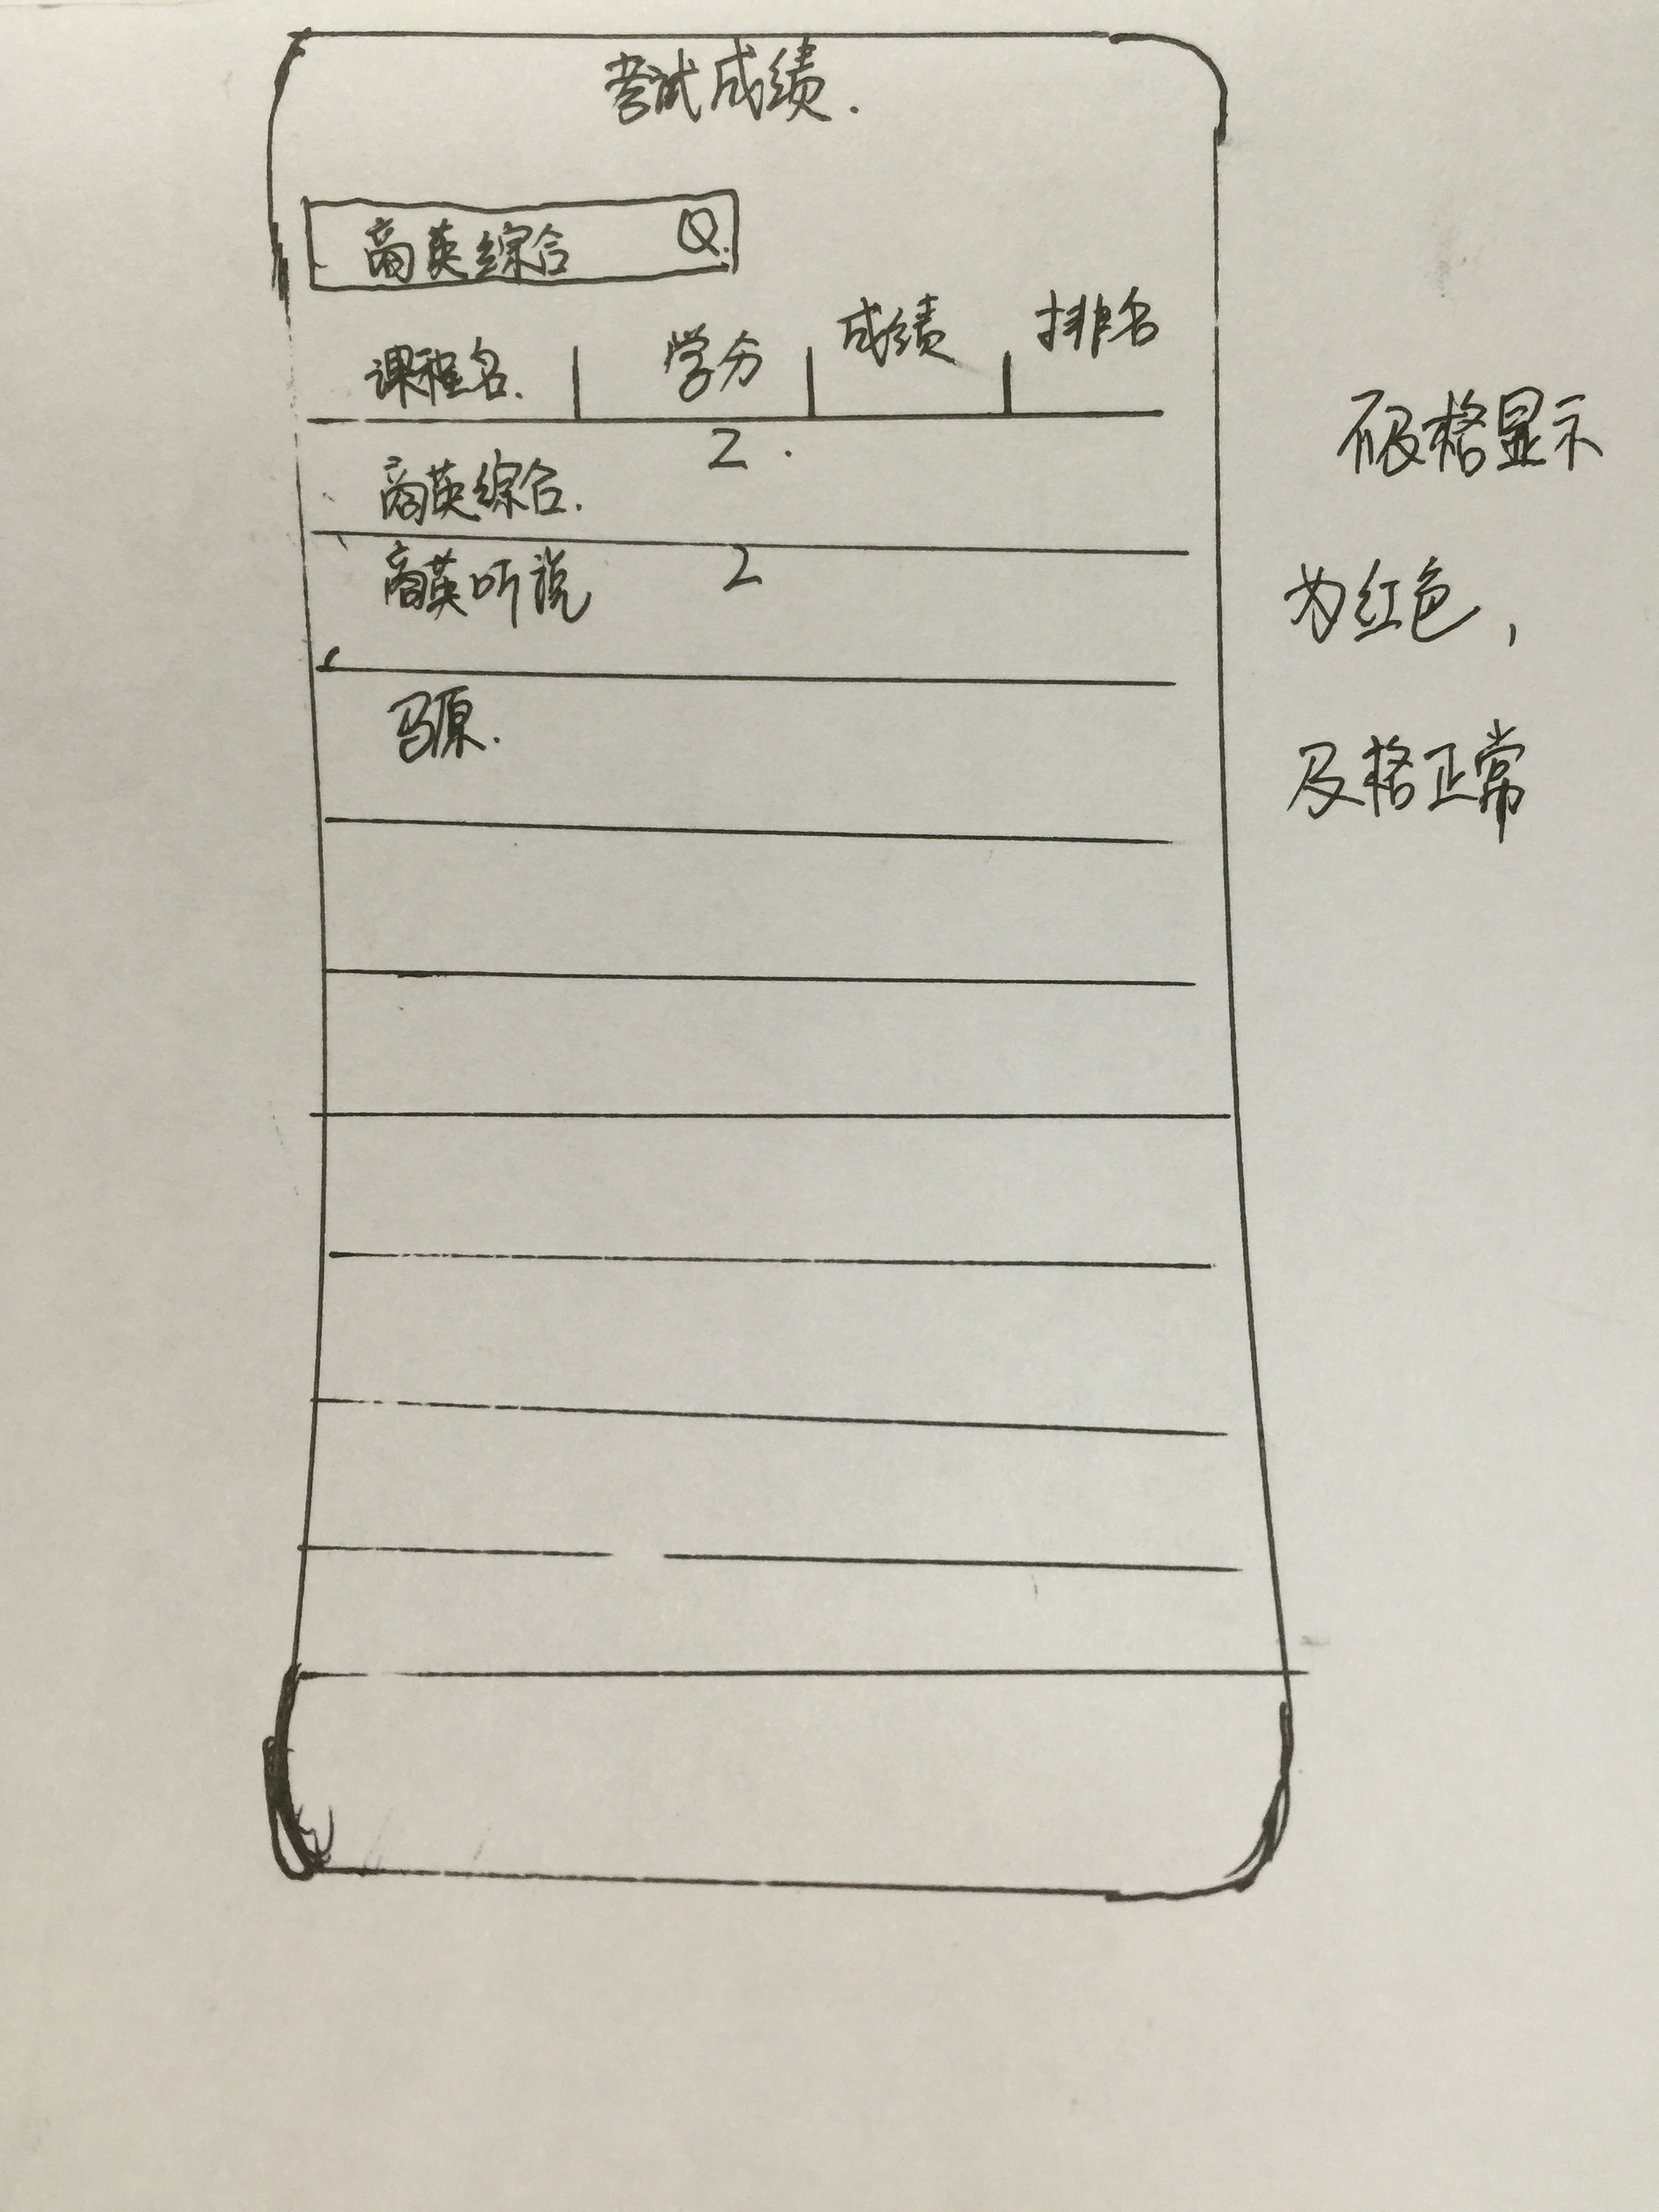 考试成绩.
商英综合
课程名. 学分 成绩 排名
商英综合. 2.
商英听说 2
马原.
不及格显示
为红色,
及格正常